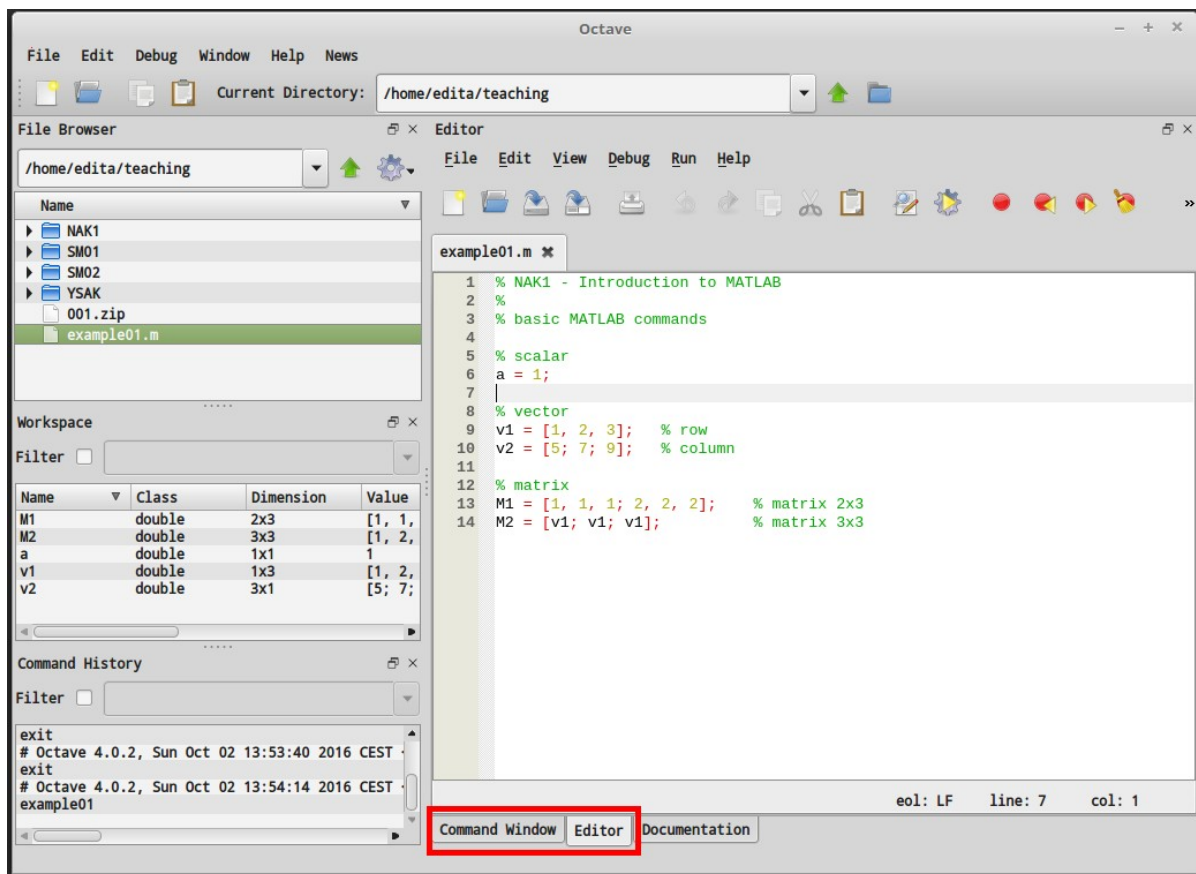 Octave
File Edit Debug Window Help News
Current Directory: /home/edita/teaching
File Browser
/home/edita/teaching
Name
NAK1
SM01
SM02
YSAK
001.zip
example01.m
Workspace
Filter
Name Class Dimension Value
M1 double 2x3 [1, 1,
M2 double 3x3 [1, 2,
a double 1x1 1
v1 double 1x3 [1, 2,
v2 double 3x1 [5; 7;
Command History
Filter
exit
# Octave 4.0.2, Sun Oct 02 13:53:40 2016 CEST
exit
# Octave 4.0.2, Sun Oct 02 13:54:14 2016 CEST
example01
Editor
File Edit View Debug Run Help
»
example01.m
1 % NAK1 - Introduction to MATLAB
2 %
3 % basic MATLAB commands
4
5 % scalar
6 a = 1;
7
8 % vector
9 v1 = [1, 2, 3]; % row
10 v2 = [5; 7; 9]; % column
11
12 % matrix
13 M1 = [1, 1, 1; 2, 2, 2]; % matrix 2x3
14 M2 = [v1; v1; v1]; % matrix 3x3
eol: LF line: 7 col: 1
Command Window Editor Documentation